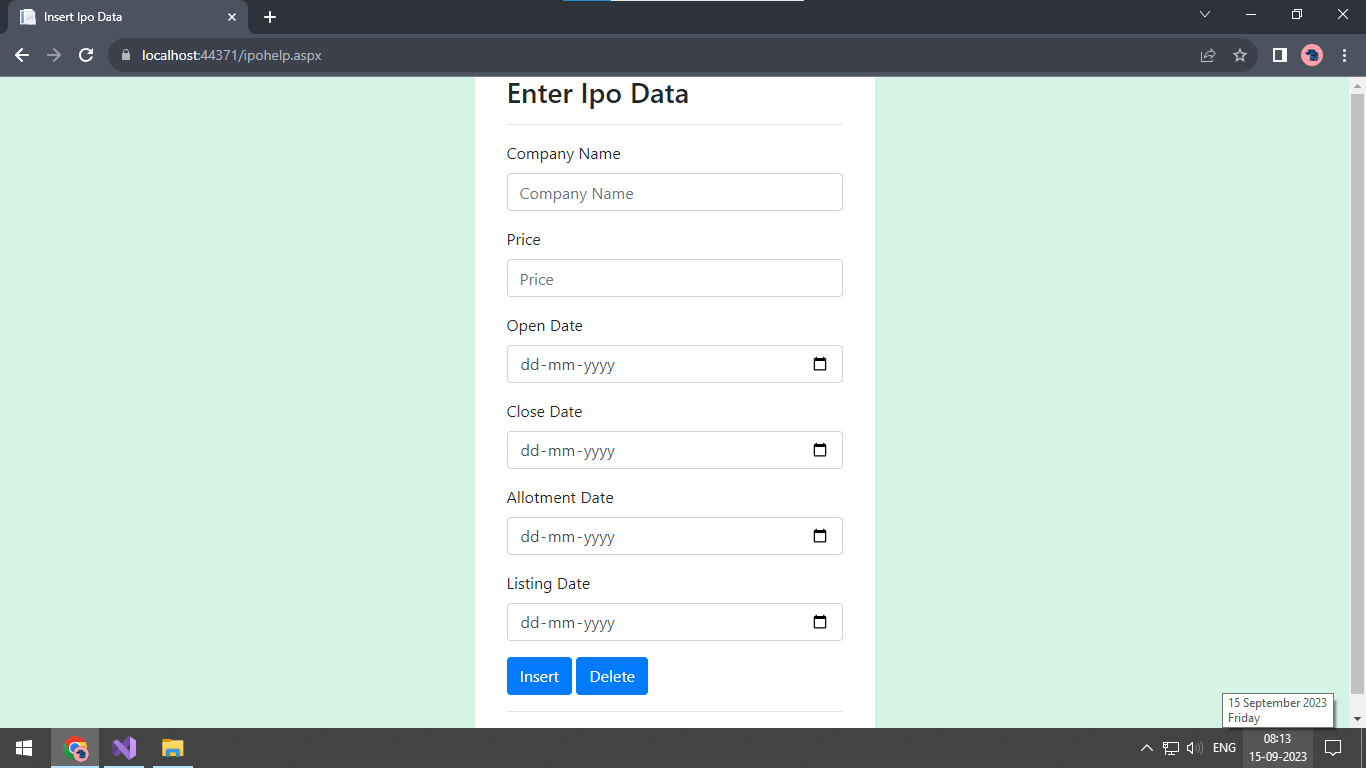 Insert Ipo Data
localhost:44371/ipohelp.aspx
Enter Ipo Data
Company Name
Company Name
Price
Price
Open Date
dd-mm-yyyy
Close Date
dd-mm-yyyy
Allotment Date
dd-mm-yyyy
Listing Date
dd-mm-yyyy
Insert Delete
15 September 2023
Friday
ENG
08:13
15-09-2023